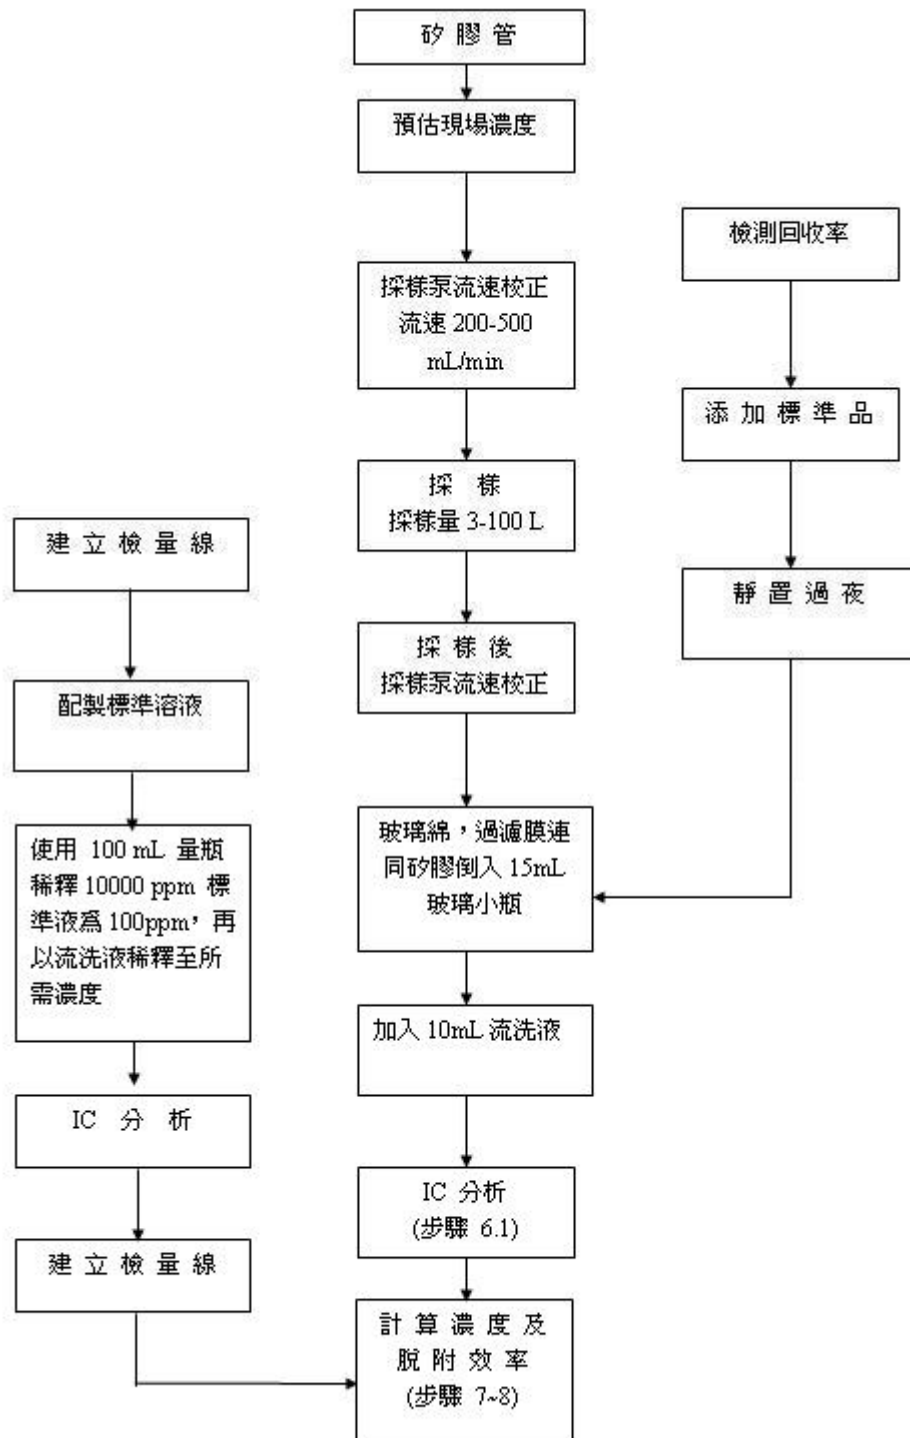 矽 膠 管
預估現場濃度
採樣泵流速校正
流速 200-500
mL/min
採 樣
採樣量 3-100 L
採 樣 後
採樣泵流速校正
玻璃綿，過濾膜連
同矽膠倒入 15mL
玻璃小瓶
加入 10mL 流洗液
IC 分析
(步驟 6.1)
計 算 濃 度 及
脫 附 效 率
(步驟 7~8)
檢測回收率
添 加 標 準 品
靜 置 過 夜
建 立 檢 量 線
配製標準溶液
使用 100 mL 量瓶
稀釋 10000 ppm 標
準液為 100ppm，再
以流洗液稀釋至所
需濃度
IC 分 析
建 立 檢 量 線